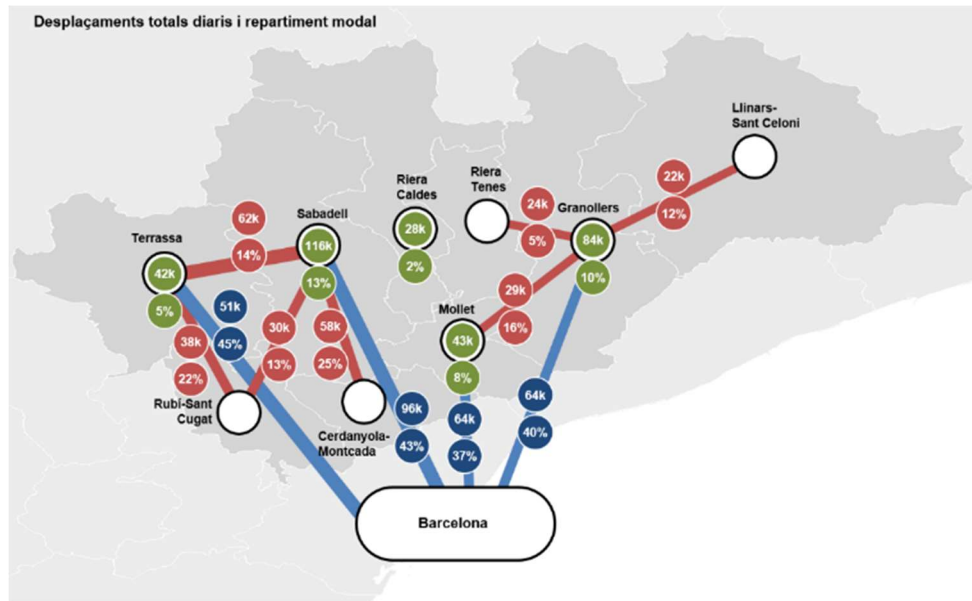 Desplaçaments totals diaris i repartiment modal
Llinars-
Sant Celoni
Riera
Tenes
Riera
Caldes
22k
12%
24k
5%
Granollers
84k
10%
62k
14%
Sabadell
116k
13%
28k
2%
Terrassa
42k
5%
51k
45%
29k
16%
Mollet
43k
8%
38k
22%
30k
13%
58k
25%
Rubí-Sant
Cugat
Cerdanyola-
Montcada
96k
43%
64k
37%
64k
40%
Barcelona